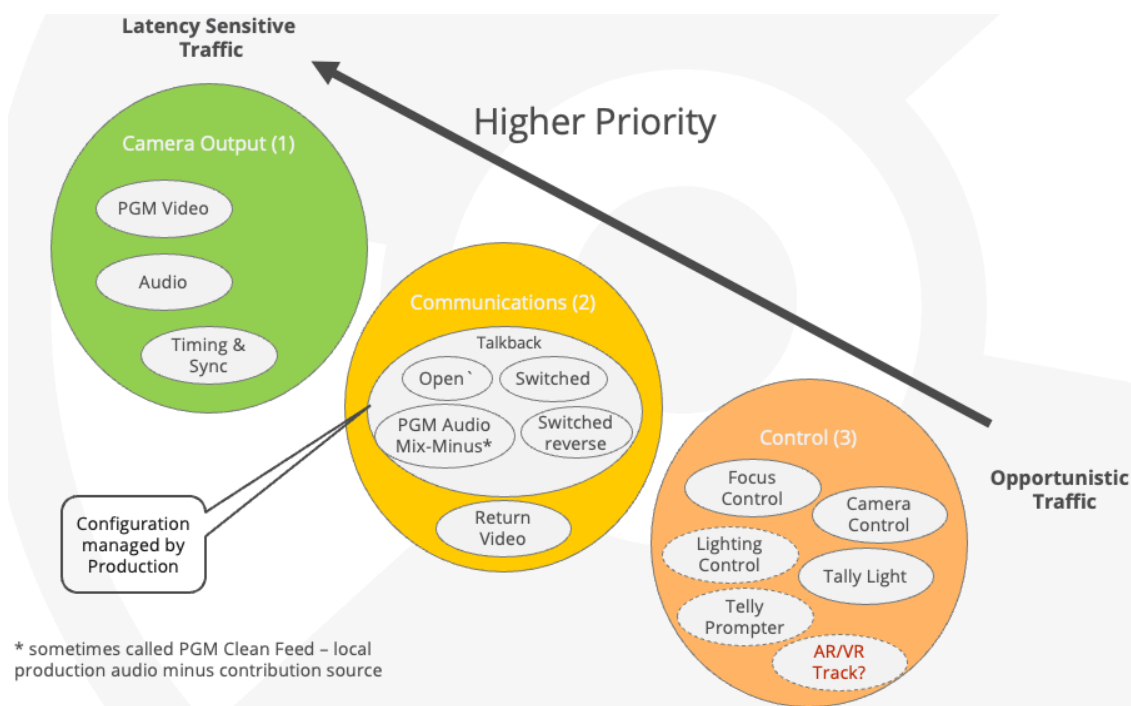 Latency Sensitive
Traffic
Higher Priority
Camera Output (1)
PGM Video
Audio
Timing &
Sync
Communications (2)
Talkback
Open`
Switched
PGM Audio
Mix-Minus*
Switched
reverse
Return
Video
Configuration
managed by
Production
Control (3)
Focus
Control
Camera
Control
Lighting
Control
Tally Light
Telly
Prompter
AR/VR
Track?
Opportunistic
Traffic
* sometimes called PGM Clean Feed – local
production audio minus contribution source